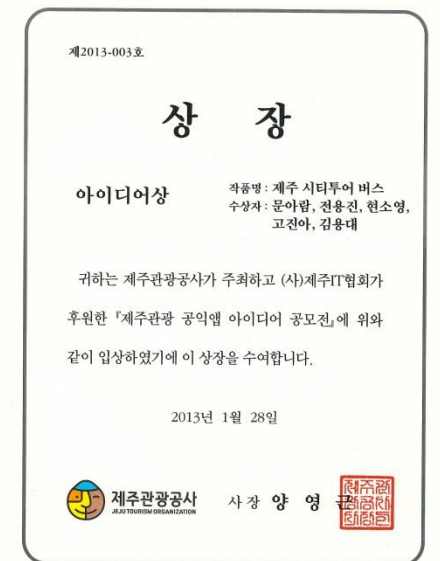 제2013-003호
상 장
아이디어상
작품명 : 제주 시티투어 버스
수상자 : 문아람, 전용진, 현소영,
고진아, 김용대
귀하는 제주관광공사가 주최하고 (사)제주IT협회가
후원한 『제주관광 공익앱 아이디어 공모전』에 위와
같이 입상하였기에 이 상장을 수여합니다.
2013년 1월 28일
제주관광공사
JEJU TOURISM ORGANIZATION
사장 양 영 근